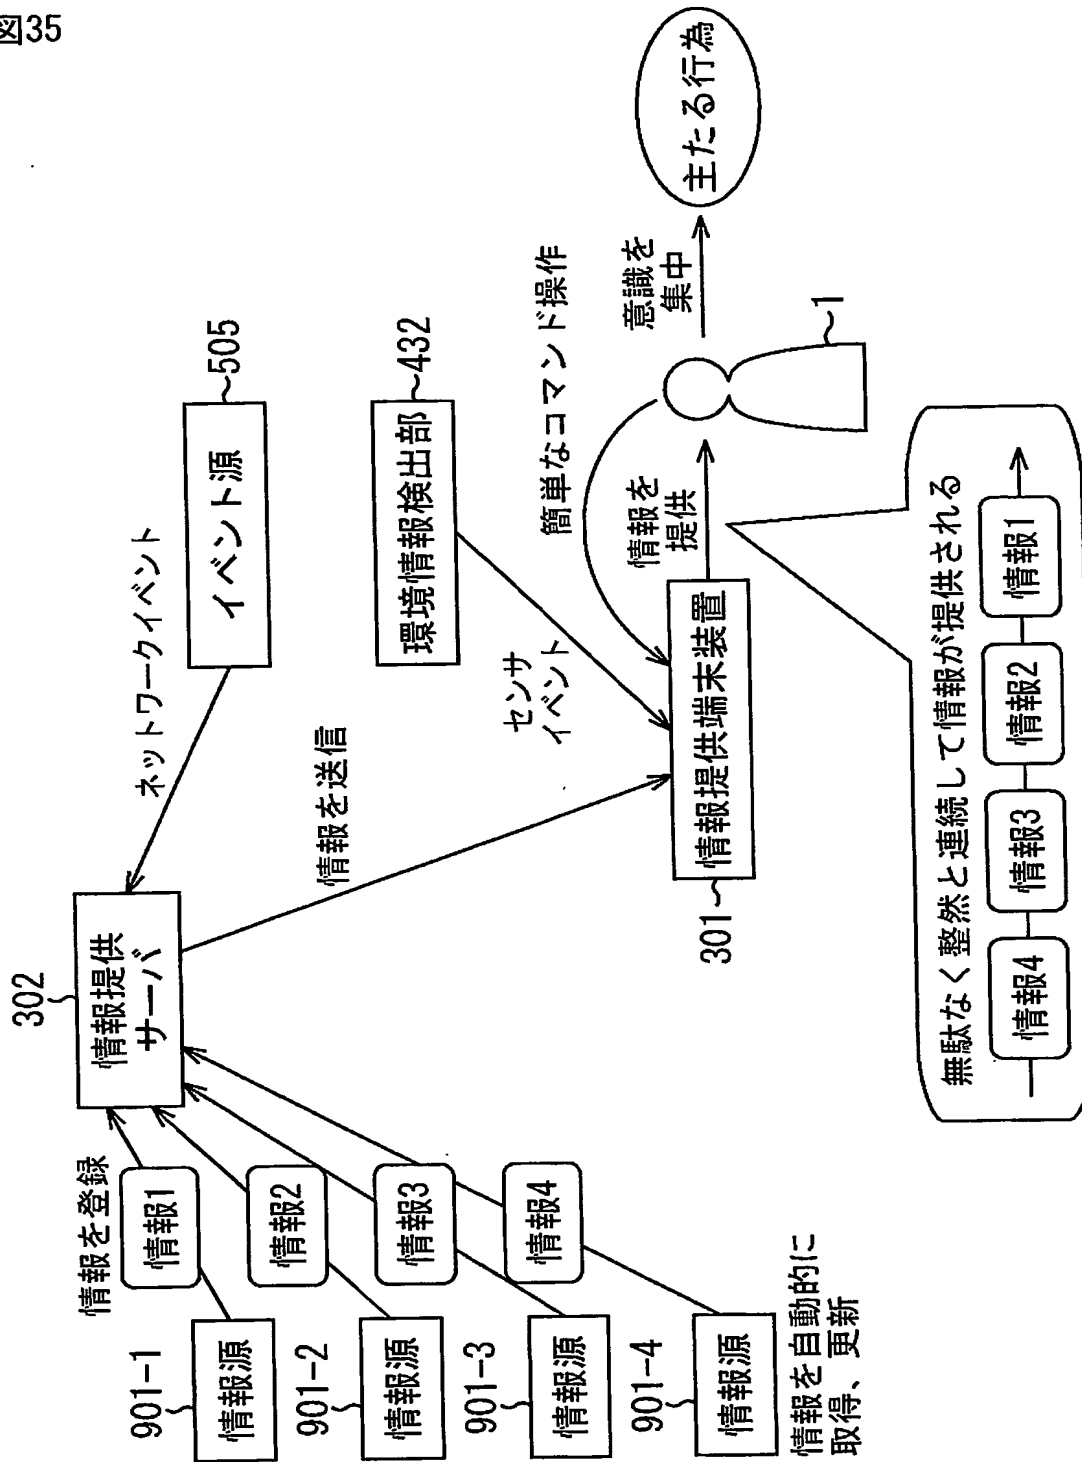 図35
302
情報提供
サーバ
ネットワークイベント
イベント源
505
環境情報検出部
432
情報を登録
情報1
情報2
情報3
情報4
901-1
情報源
901-2
情報源
901-3
情報源
901-4
情報源
情報を自動的に
取得、更新
情報を送信
センサ
イベント
301
情報提供端末装置
簡単なコマンド操作
情報を
提供
1
意識を
集中
主たる行為
無駄なく整然と連続して情報が提供される
情報4
情報3
情報2
情報1